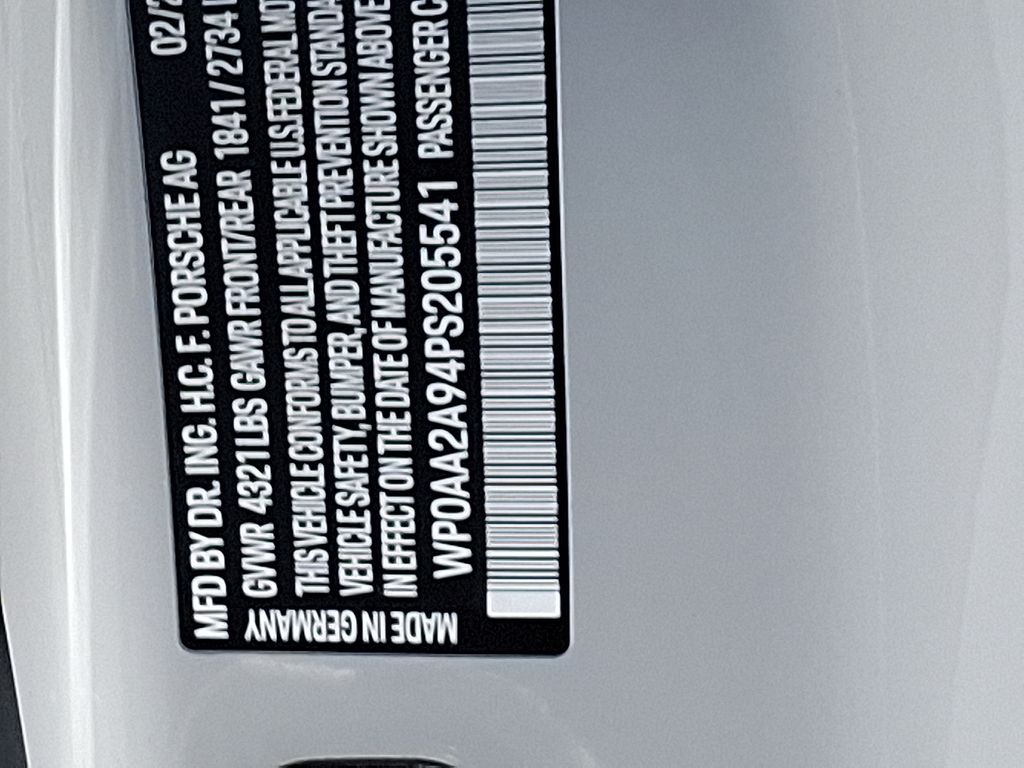 MFD BY DR. ING. H.C. F. PORSCHE AG 02/
GVWR 4321 LBS GAWR FRONT/REAR 1841 / 2734
THIS VEHICLE CONFORMS TO ALL APPLICABLE U.S. FEDERAL
VEHICLE SAFETY, BUMPER, AND THEFT PREVENTION
IN EFFECT ON THE DATE OF MANUFACTURE SHOWN ABOVE
WP0AA2A94PS205541 PASSENGER
MADE IN GERMANY